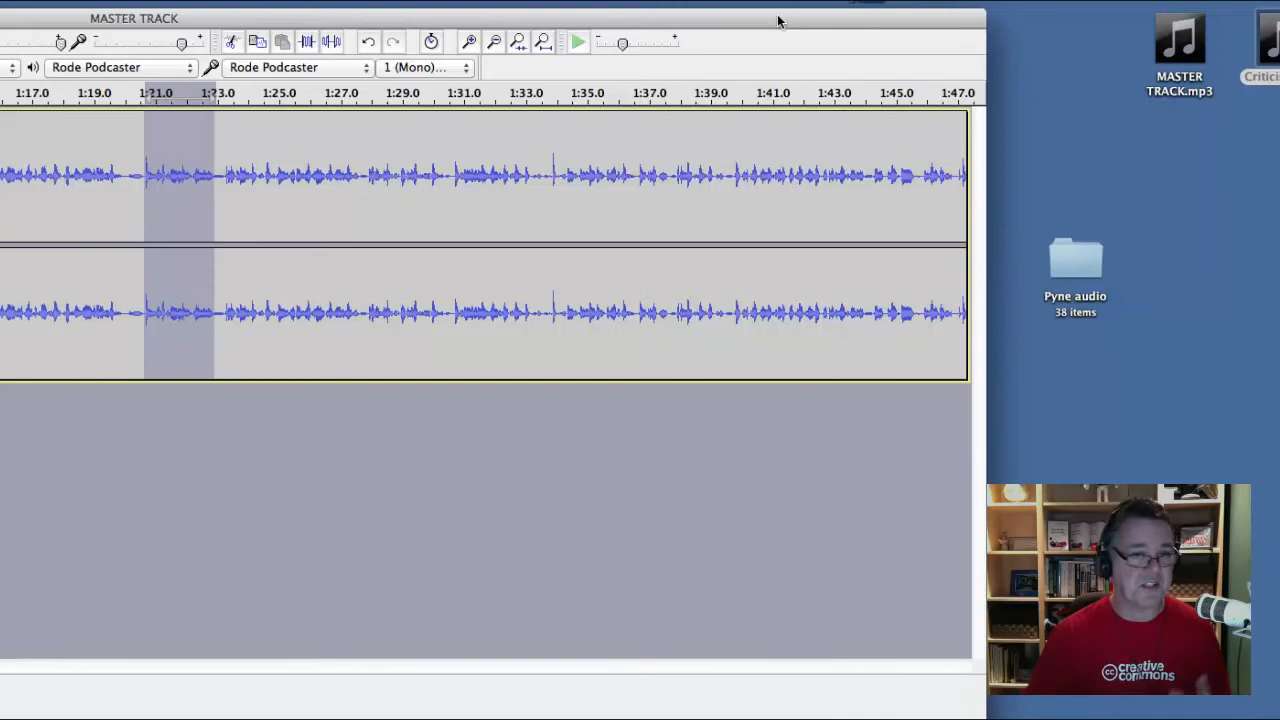 MASTER TRACK
Rode Podcaster
Rode Podcaster
1 (Mono)...
1:17.0 1:19.0 1:21.0 1:23.0 1:25.0 1:27.0 1:29.0 1:31.0 1:33.0 1:35.0 1:37.0 1:39.0 1:41.0 1:43.0 1:45.0 1:47.0
MASTER
TRACK.mp3
Critici
Pyne audio
38 items
cc creative
commons